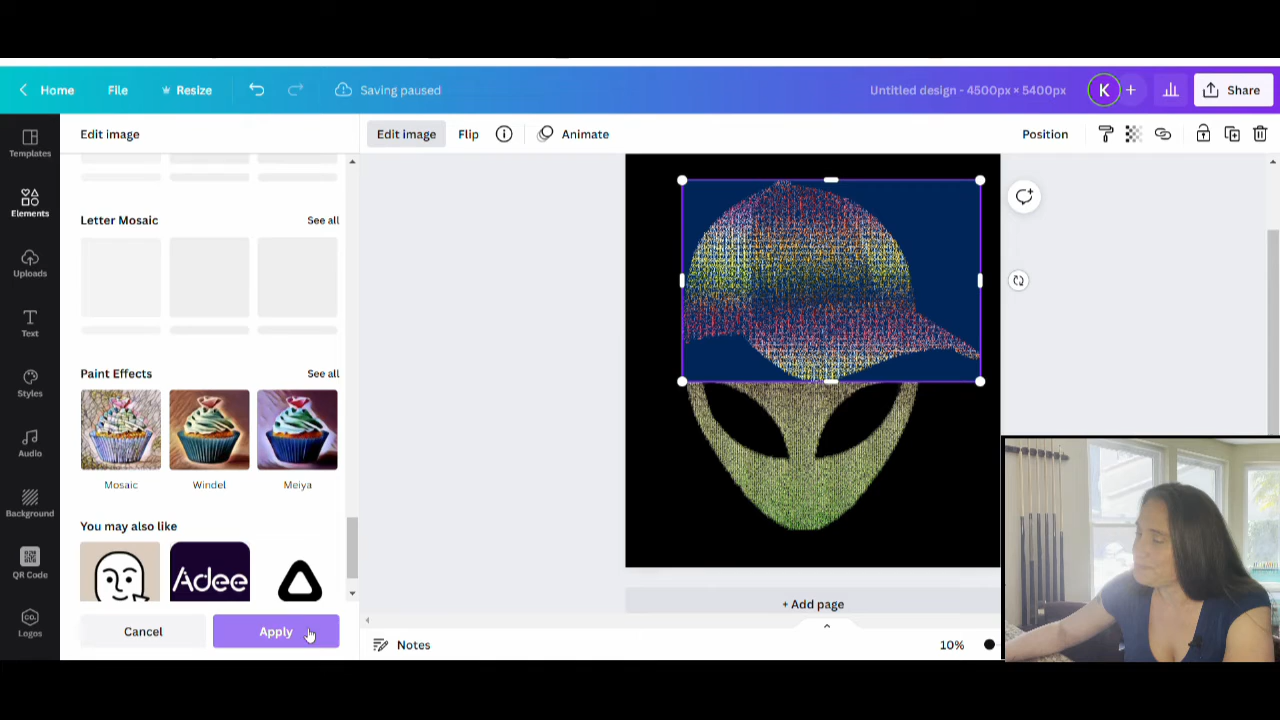 Home
File
Resize
Saving paused
Untitled design - 4500px × 5400px
K
+
Share
Templates
Elements
Uploads
Text
Styles
Audio
Background
QR Code
CO.
Logos
Edit image
Edit image
Flip
Animate
Position
Letter Mosaic
See all
Paint Effects
See all
Mosaic
Windel
Meiya
You may also like
Adee
Cancel
Apply
+ Add page
Notes
10%